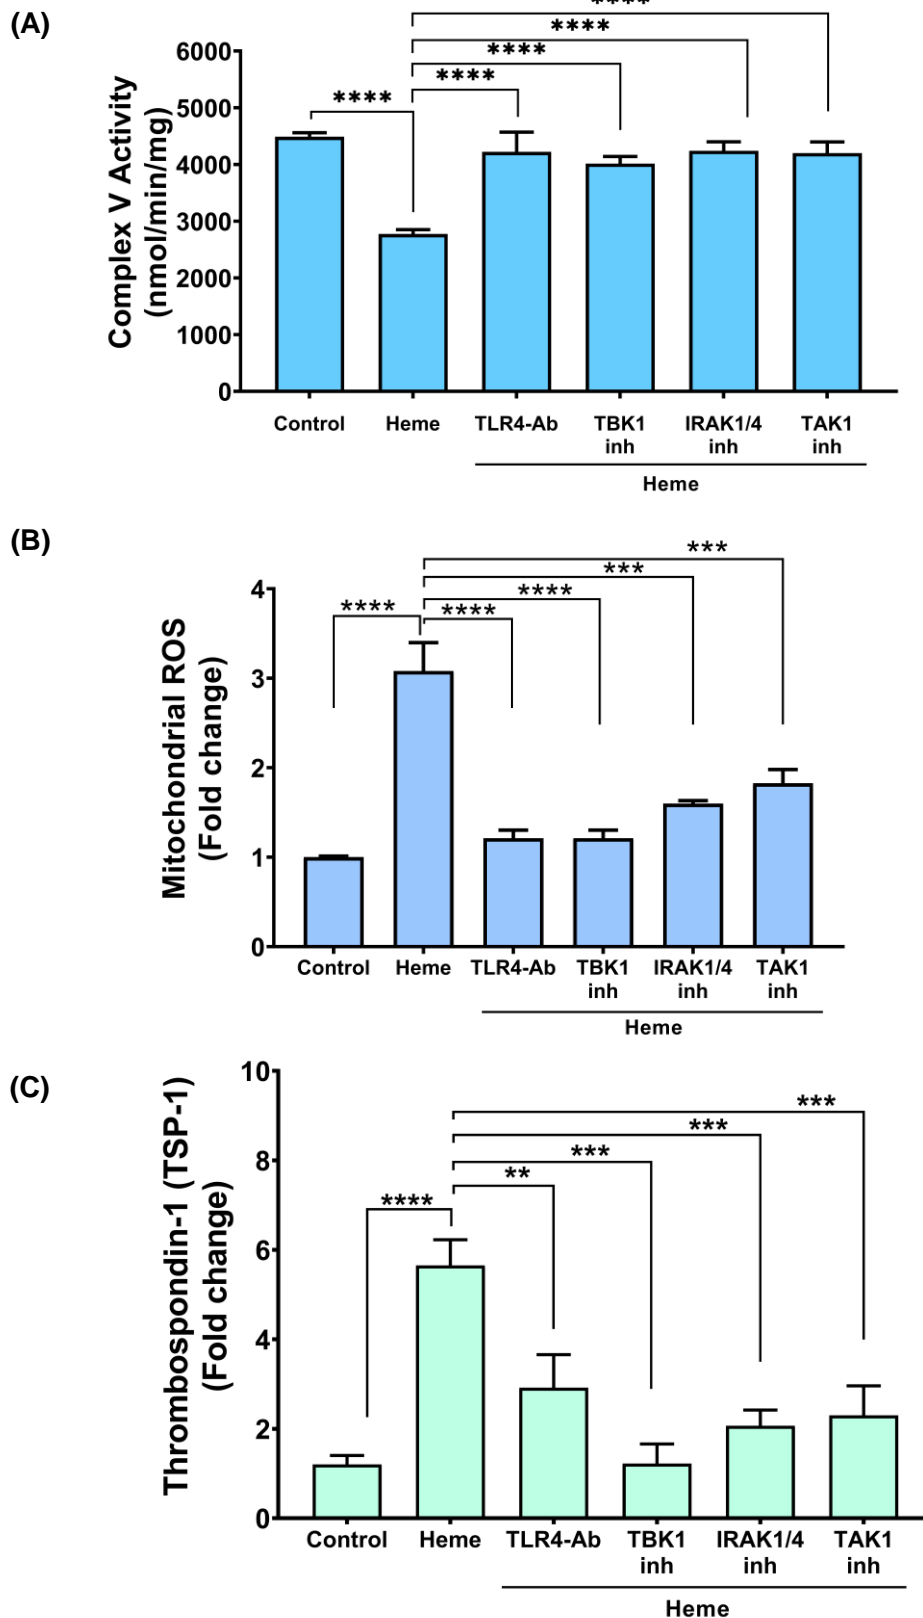 (A)
****
****
****
****
****
Complex V Activity
(nmol/min/mg)
6000
5000
4000
3000
2000
1000
0
Control
Heme
TLR4-Ab
TBK1
inh
IRAK1/4
inh
TAK1
inh
Heme
(B)
***
***
****
****
****
Mitochondrial ROS
(Fold change)
4
3
2
1
0
Control
Heme
TLR4-Ab
TBK1
inh
IRAK1/4
inh
TAK1
inh
Heme
(C)
***
***
***
**
****
Thrombospondin-1 (TSP-1)
(Fold change)
10
8
6
4
2
0
Control
Heme
TLR4-Ab
TBK1
inh
IRAK1/4
inh
TAK1
inh
Heme